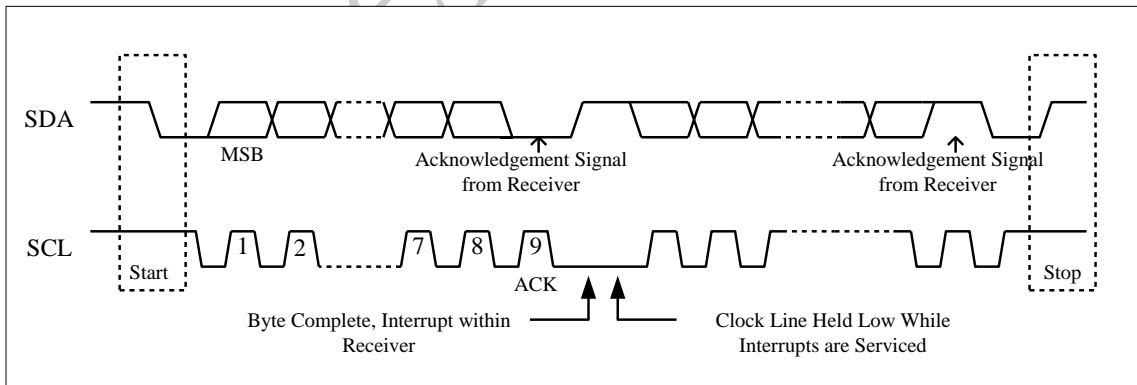 SDA
MSB
Acknowledgement Signal
from Receiver
Acknowledgement Signal
from Receiver
SCL
1
2
7
8
9
Start
ACK
Stop
Byte Complete, Interrupt within
Receiver
Clock Line Held Low While
Interrupts are Serviced